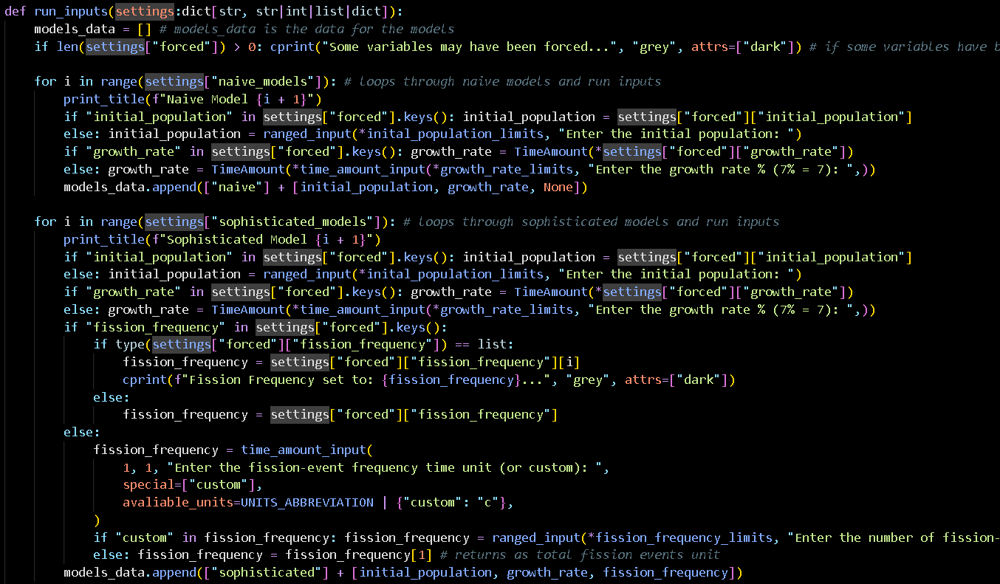 def run_inputs(settings:dict[str, str|int|list|dict]):
    models_data = [] # models_data is the data for the models
    if len(settings["forced"]) > 0: cprint("Some variables may have been forced...", "grey", attrs=["dark"]) # if some variables have b
    for i in range(settings["naive_models"]): # loops through naive models and run inputs
        print_title(f"Naive Model {i + 1}")
        if "initial_population" in settings["forced"].keys(): initial_population = settings["forced"]["initial_population"]
        else: initial_population = ranged_input(*inital_population_limits, "Enter the initial population: ")
        if "growth_rate" in settings["forced"].keys(): growth_rate = TimeAmount(*settings["forced"]["growth_rate"])
        else: growth_rate = TimeAmount(*time_amount_input(*growth_rate_limits, "Enter the growth rate % (7% = 7): ",))
        models_data.append(["naive"] + [initial_population, growth_rate, None])
    for i in range(settings["sophisticated_models"]): # loops through sophisticated models and run inputs
        print_title(f"Sophisticated Model {i + 1}")
        if "initial_population" in settings["forced"].keys(): initial_population = settings["forced"]["initial_population"]
        else: initial_population = ranged_input(*inital_population_limits, "Enter the initial population: ")
        if "growth_rate" in settings["forced"].keys(): growth_rate = TimeAmount(*settings["forced"]["growth_rate"])
        else: growth_rate = TimeAmount(*time_amount_input(*growth_rate_limits, "Enter the growth rate % (7% = 7): ",))
        if "fission_frequency" in settings["forced"].keys():
            if type(settings["forced"]["fission_frequency"]) == list:
                fission_frequency = settings["forced"]["fission_frequency"][i]
                cprint(f"Fission Frequency set to: {fission_frequency}...", "grey", attrs=["dark"])
            else:
                fission_frequency = settings["forced"]["fission_frequency"]
        else:
            fission_frequency = time_amount_input(
                1, 1, "Enter the fission-event frequency time unit (or custom): ",
                special=["custom"],
                avaliable_units=UNITS_ABBREVIATION | {"custom": "c"},
            )
            if "custom" in fission_frequency: fission_frequency = ranged_input(*fission_frequency_limits, "Enter the number of fission-
            else: fission_frequency = fission_frequency[1] # returns as total fission events unit
        models_data.append(["sophisticated"] + [initial_population, growth_rate, fission_frequency])